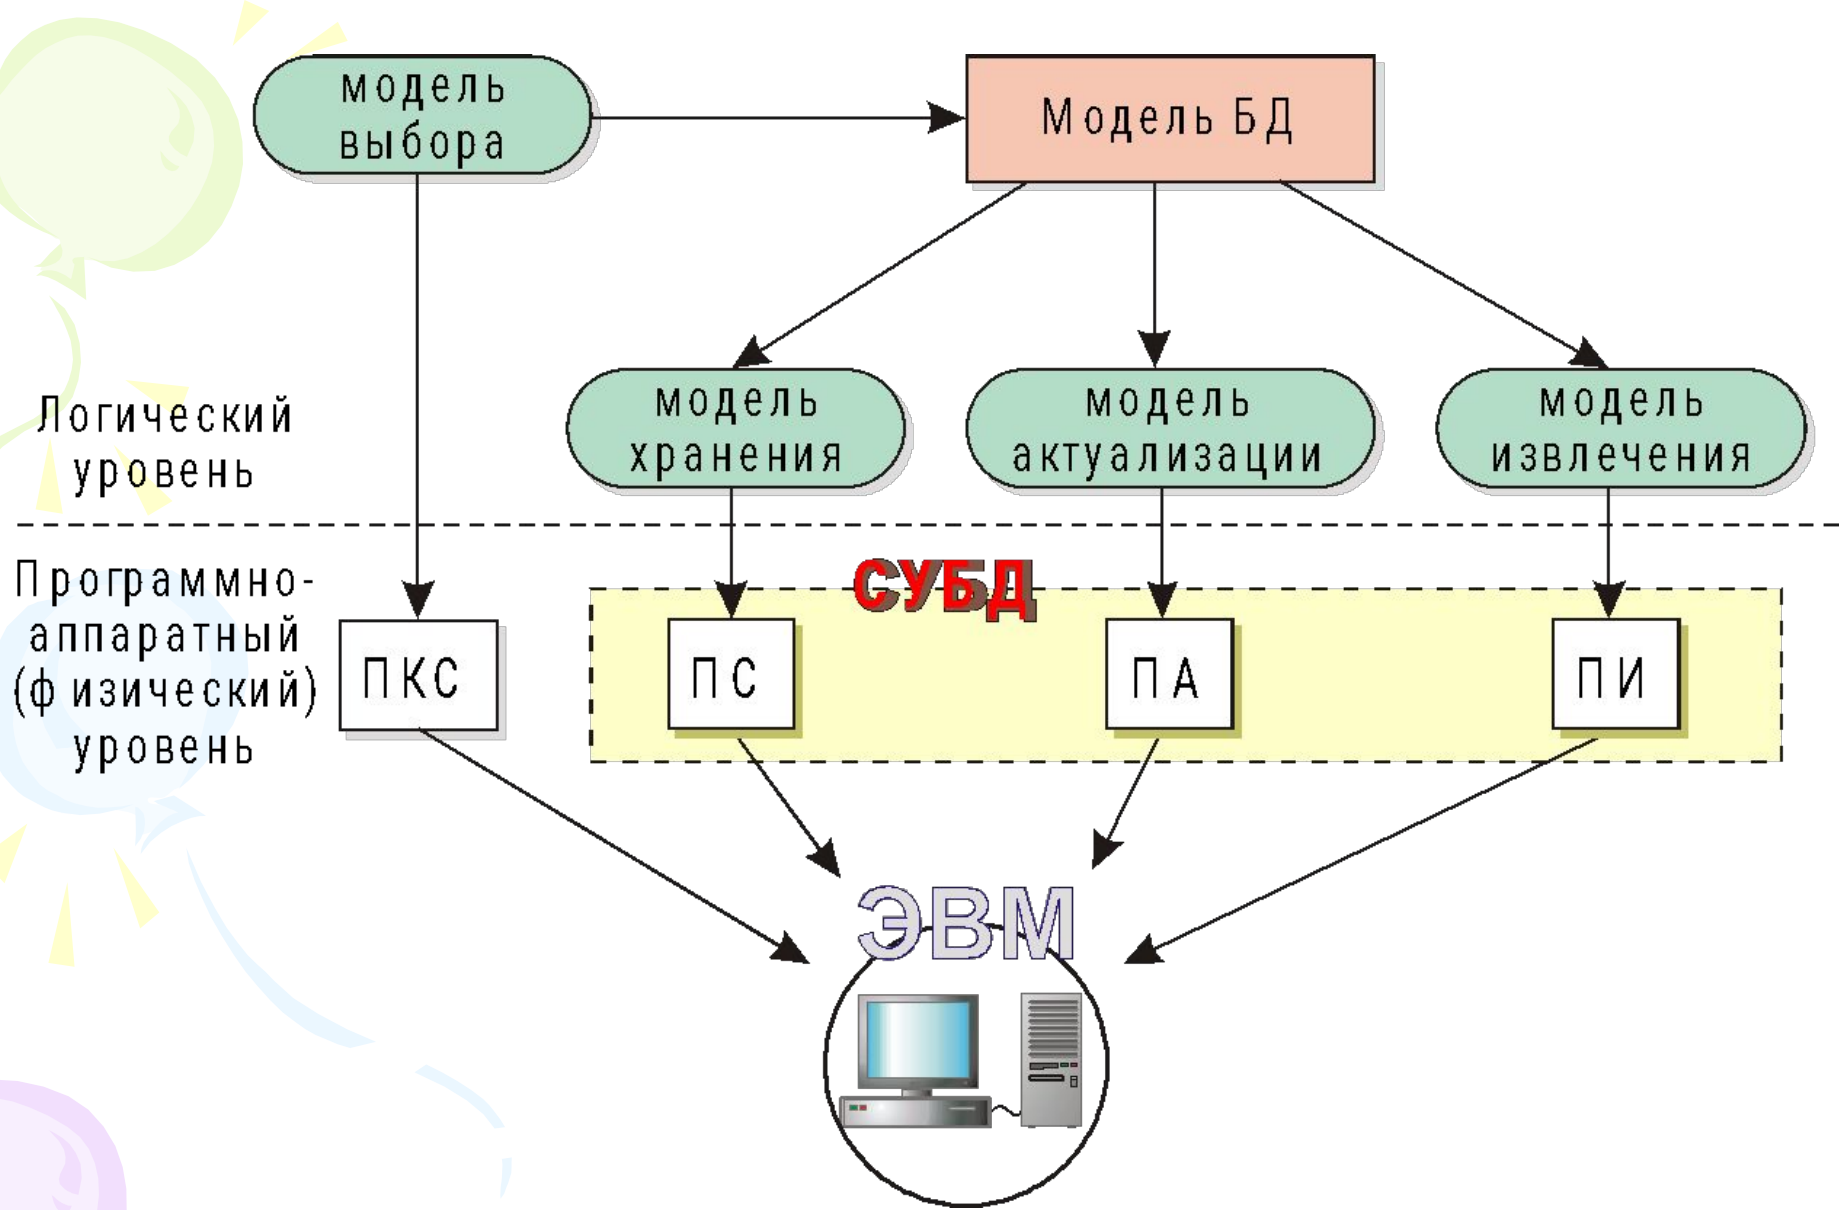 модель
выбора
Модель БД
модель
хранения
модель
актуализации
модель
извлечения
Логический
уровень
Программно-
аппаратный
(физический)
уровень
СУБД
ПКС
ПС
ПА
ПИ
ЭВМ